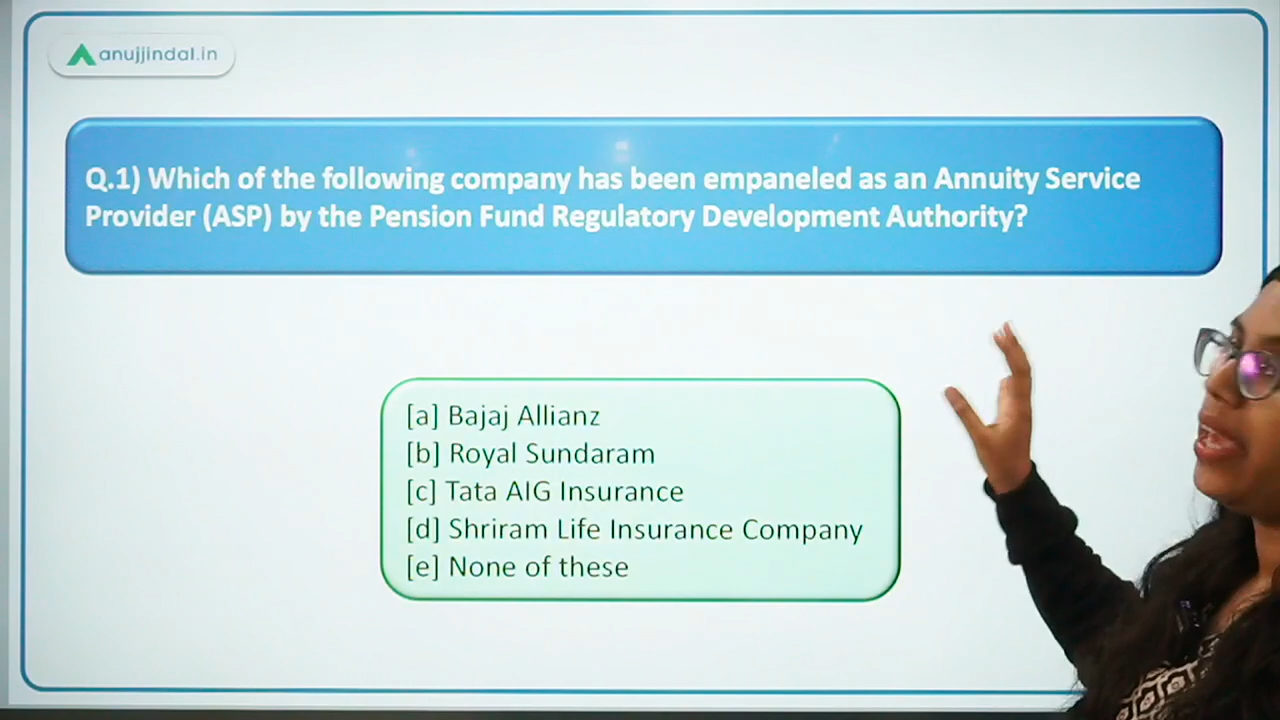 anujjindal.in
Q.1) Which of the following company has been empaneled as an Annuity Service
Provider (ASP) by the Pension Fund Regulatory Development Authority?
[a] Bajaj Allianz
[b] Royal Sundaram
[c] Tata AIG Insurance
[d] Shriram Life Insurance Company
[e] None of these